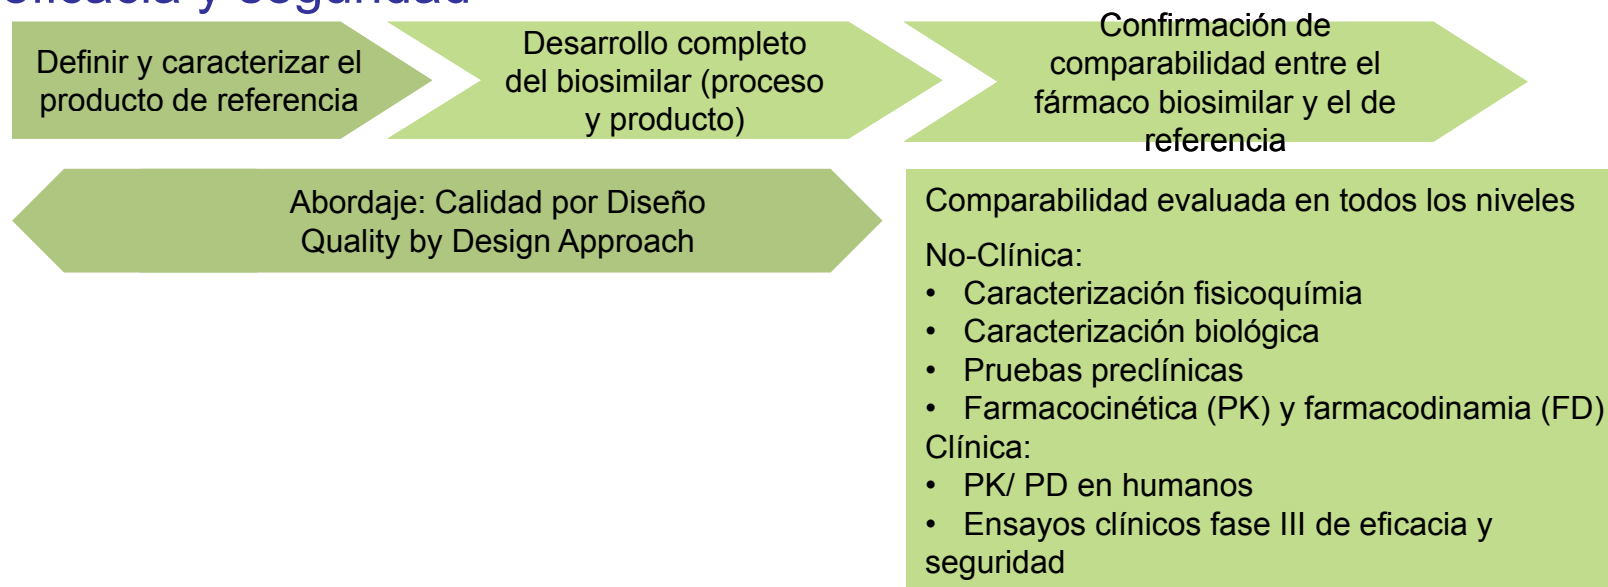 eficacia y seguridad
Definir y caracterizar el
producto de referencia
Desarrollo completo
del biosimilar (proceso
y producto)
Confirmación de
comparabilidad entre el
fármaco biosimilar y el de
referencia
Abordaje: Calidad por Diseño
Quality by Design Approach
Comparabilidad evaluada en todos los niveles
No-Clínica:
• Caracterización fisicoquímia
• Caracterización biológica
• Pruebas preclínicas
• Farmacocinética (PK) y farmacodinamia (FD)
Clínica:
• PK/ PD en humanos
• Ensayos clínicos fase III de eficacia y
seguridad